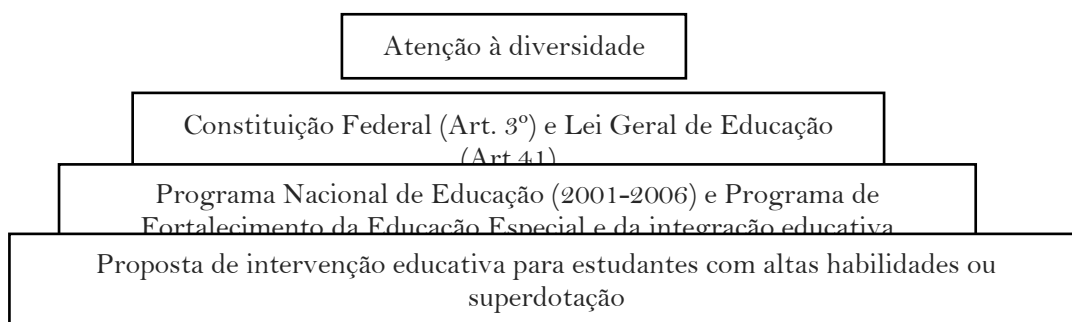 Atenção à diversidade
Constituição Federal (Art. 3º) e Lei Geral de Educação
(Art 41)
Programa Nacional de Educação (2001-2006) e Programa de
Fortalecimento da Educação Especial e da integração educativa
Proposta de intervenção educativa para estudantes com altas habilidades ou
superdotação